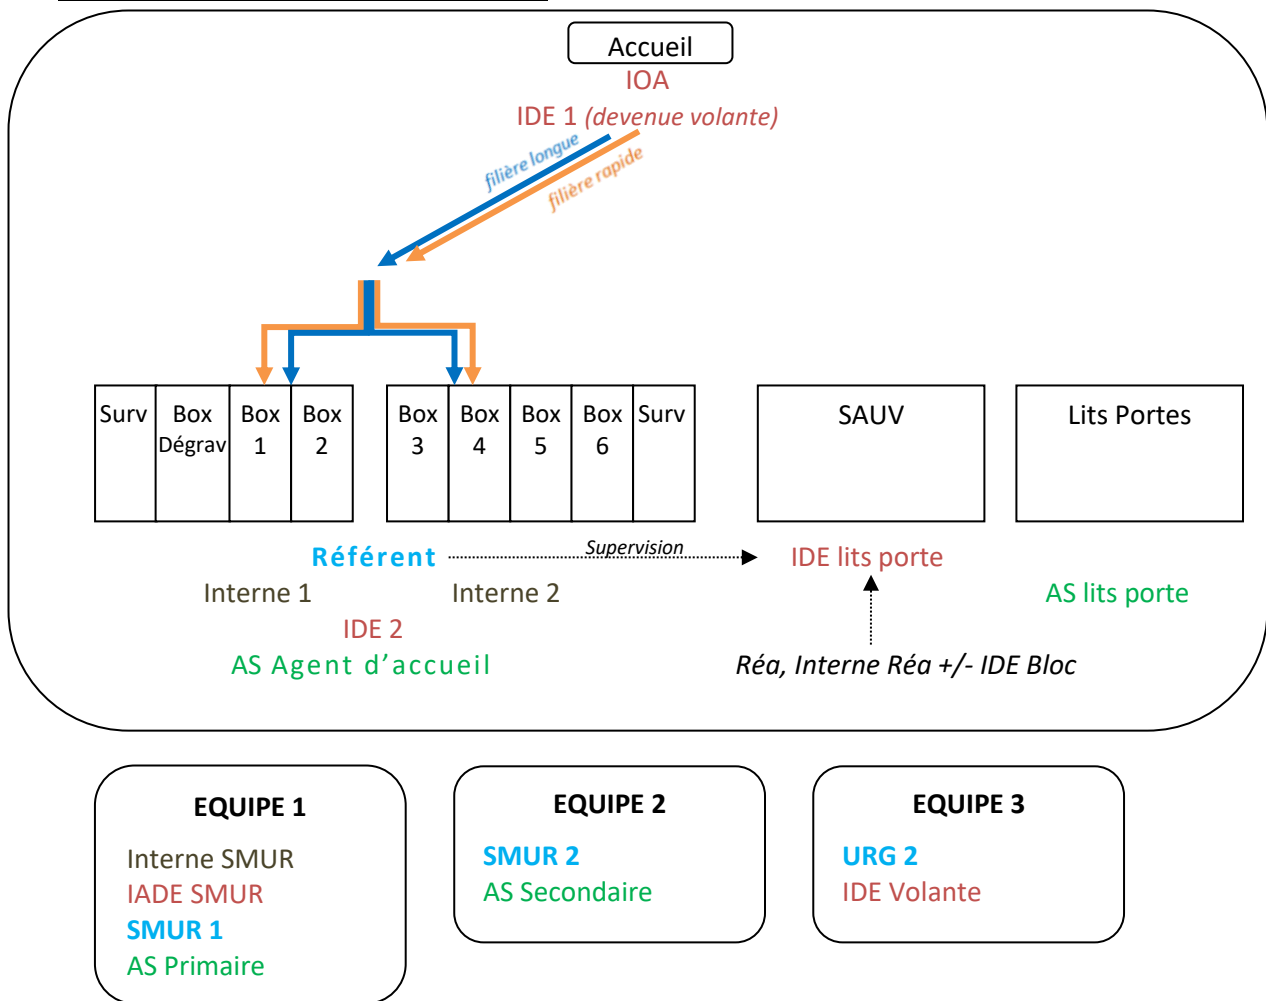 Accueil
IOA
IDE 1 (devenue volante)
filière longue
filière rapide
Surv
Box Dégrav
Box 1
Box 2
Box 3
Box 4
Box 5
Box 6
Surv
SAUV
Lits Portes
Référent
Supervision
IDE lits porte
Interne 1
Interne 2
AS lits porte
IDE 2
AS Agent d’accueil
Réa, Interne Réa +/- IDE Bloc
EQUIPE 1
Interne SMUR
IADE SMUR
SMUR 1
AS Primaire
EQUIPE 2
SMUR 2
AS Secondaire
EQUIPE 3
URG 2
IDE Volante